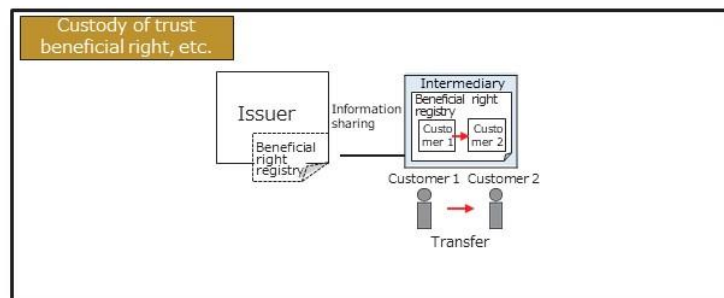 Custody of trust
beneficial right, etc.
Issuer
Beneficial
right
registry
Information
sharing
Intermediary
Beneficial right
registry
Custo
mer 1
Custo
mer 2
Customer 1
Customer 2
Transfer